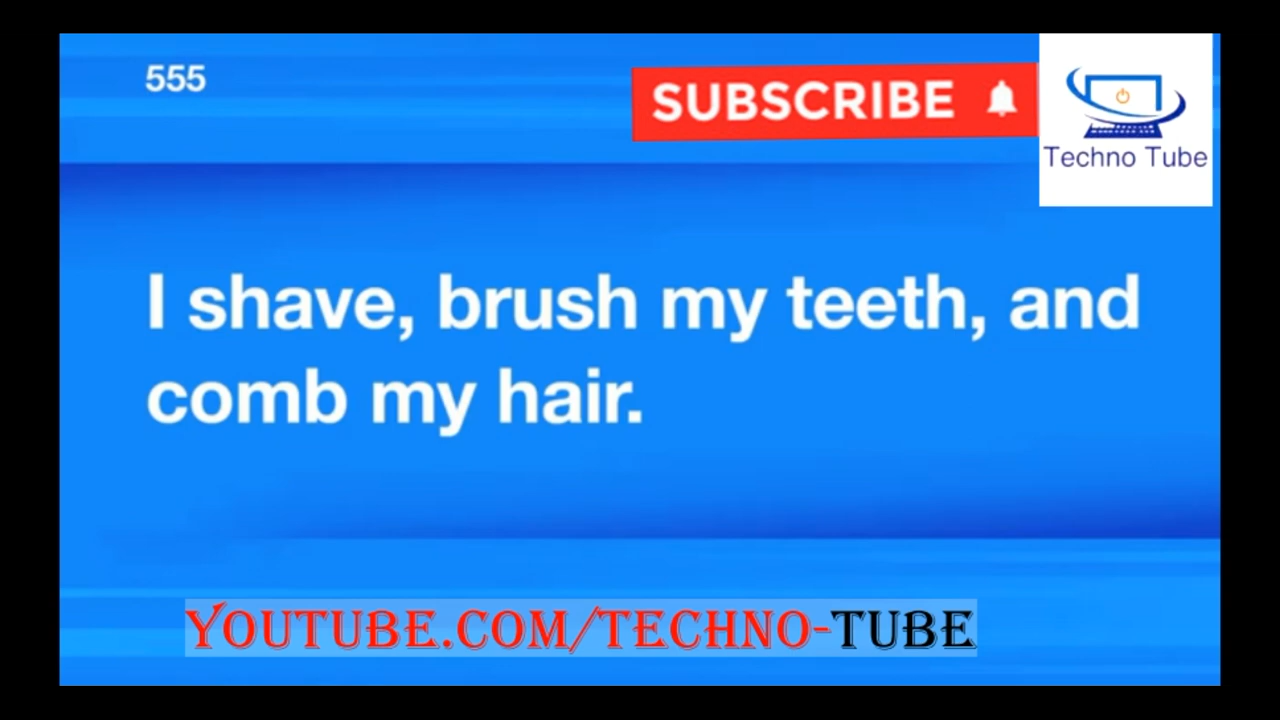 555
SUBSCRIBE
Techno Tube
I shave, brush my teeth, and
comb my hair.
YOUTUBE.COM/TECHNO-TUBE